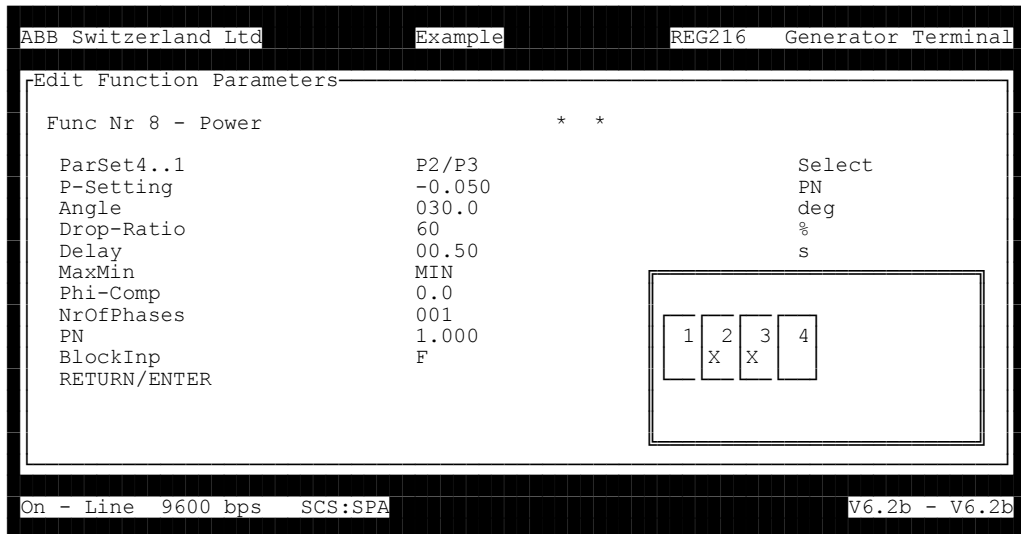 ABB Switzerland Ltd Example REG216 Generator Terminal
Edit Function Parameters
Func Nr 8 - Power * *
ParSet4..1 P2/P3 Select
P-Setting -0.050 PN
Angle 030.0 deg
Drop-Ratio 60 %
Delay 00.50 s
MaxMin MIN
Phi-Comp 0.0
NrOfPhases 001
PN 1.000 1 2 3 4
BlockInp F X X
RETURN/ENTER
On - Line 9600 bps SCS:SPA V6.2b - V6.2b